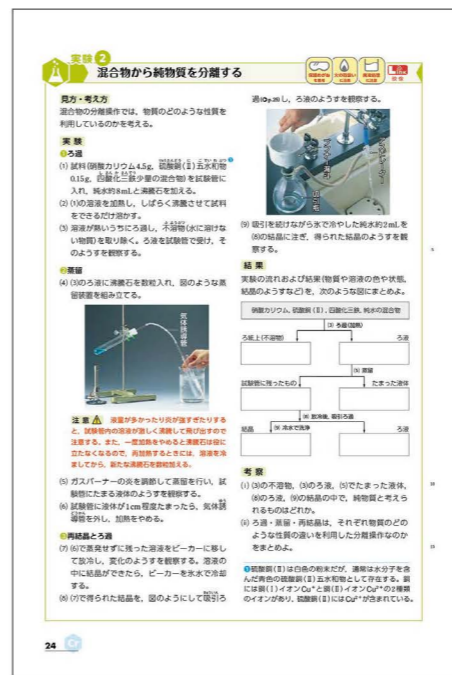 実験2
混合物から純物質を分離する
見方・考え方
混合物の分離操作では、物質のどのような性質を
利用しているのかを考える。
実験
❶ろ過
(1) 試料(硝酸カリウム4.5g、硫酸銅(Ⅱ)五水和物
0.15g、四酸化三鉄少量の混合物)を試験管に
入れ、純水約8mLと沸騰石を加える。
(2) (1)の溶液を加熱し、しばらく沸騰させて試料
をできるだけ溶かす。
(3) 溶液が熱いうちにろ過し、不溶物(水に溶けな
い物質)を取り除く。ろ液を試験管で受け、そ
のようすを観察する。
❷蒸留
(4) (3)のろ液に沸騰石を数粒入れ、図のような蒸
留装置を組み立てる。
気体誘導管
注意 液量が多かったり炎が強すぎたりする
と、試験管内の溶液が激しく沸騰して飛び出すので
注意する。また、一度加熱をやめると沸騰石は役に
立たなくなるので、再加熱するときには、溶液を冷
ましてから、新たな沸騰石を数粒加える。
(5) ガスバーナーの炎を調節して蒸留を行い、試
験管にたまる液体のようすを観察する。
(6) 試験管に液体が1cm程度たまったら、気体誘
導管を外し、加熱をやめる。
❸再結晶とろ過
(7) (6)で蒸発せずに残った溶液をビーカーに移し
て放冷し、変化のようすを観察する。溶液の
中に結晶ができたら、ビーカーを氷水で冷却
する。
(8) (7)で得られた結晶を、図のようにして吸引ろ
過(⇨p.26)し、ろ液のようすを観察する。
(9) 吸引を続けながら氷で冷やした純水約2mLを
(8)の結晶に注ぎ、得られた結晶のようすを観
察する。
結果
実験の流れおよび結果(物質や溶液の色や状態、
結晶のようすなど)を、次のような図にまとめよ。
硝酸カリウム、硫酸銅(Ⅱ)、四酸化三鉄、純水の混合物
(3) ろ過(加熱)
ろ紙上(不溶物) ろ液
(5) 蒸留
試験管に残ったもの たまった液体
(8) 放冷後、吸引ろ過
結晶 (9) 冷水で洗浄 ろ液
考察
(1) (3)の不溶物、(3)のろ液、(5)でたまった液体、
(8)のろ液、(9)の結晶の中で、純物質と考えら
れるものはどれか。
(2) ろ過・蒸留・再結晶は、それぞれ物質のどの
ような性質の違いを利用した分離操作なのか
をまとめよ。
❶硫酸銅(Ⅱ)は白色の粉末だが、通常は水分子を含
んだ青色の硫酸銅(Ⅱ)五水和物として存在する。銅
には銅(Ⅰ)イオンCu⁺と銅(Ⅱ)イオンCu²⁺の2種類
のイオンがあり、硫酸銅(Ⅱ)にはCu²⁺が含まれている。
24 Cr